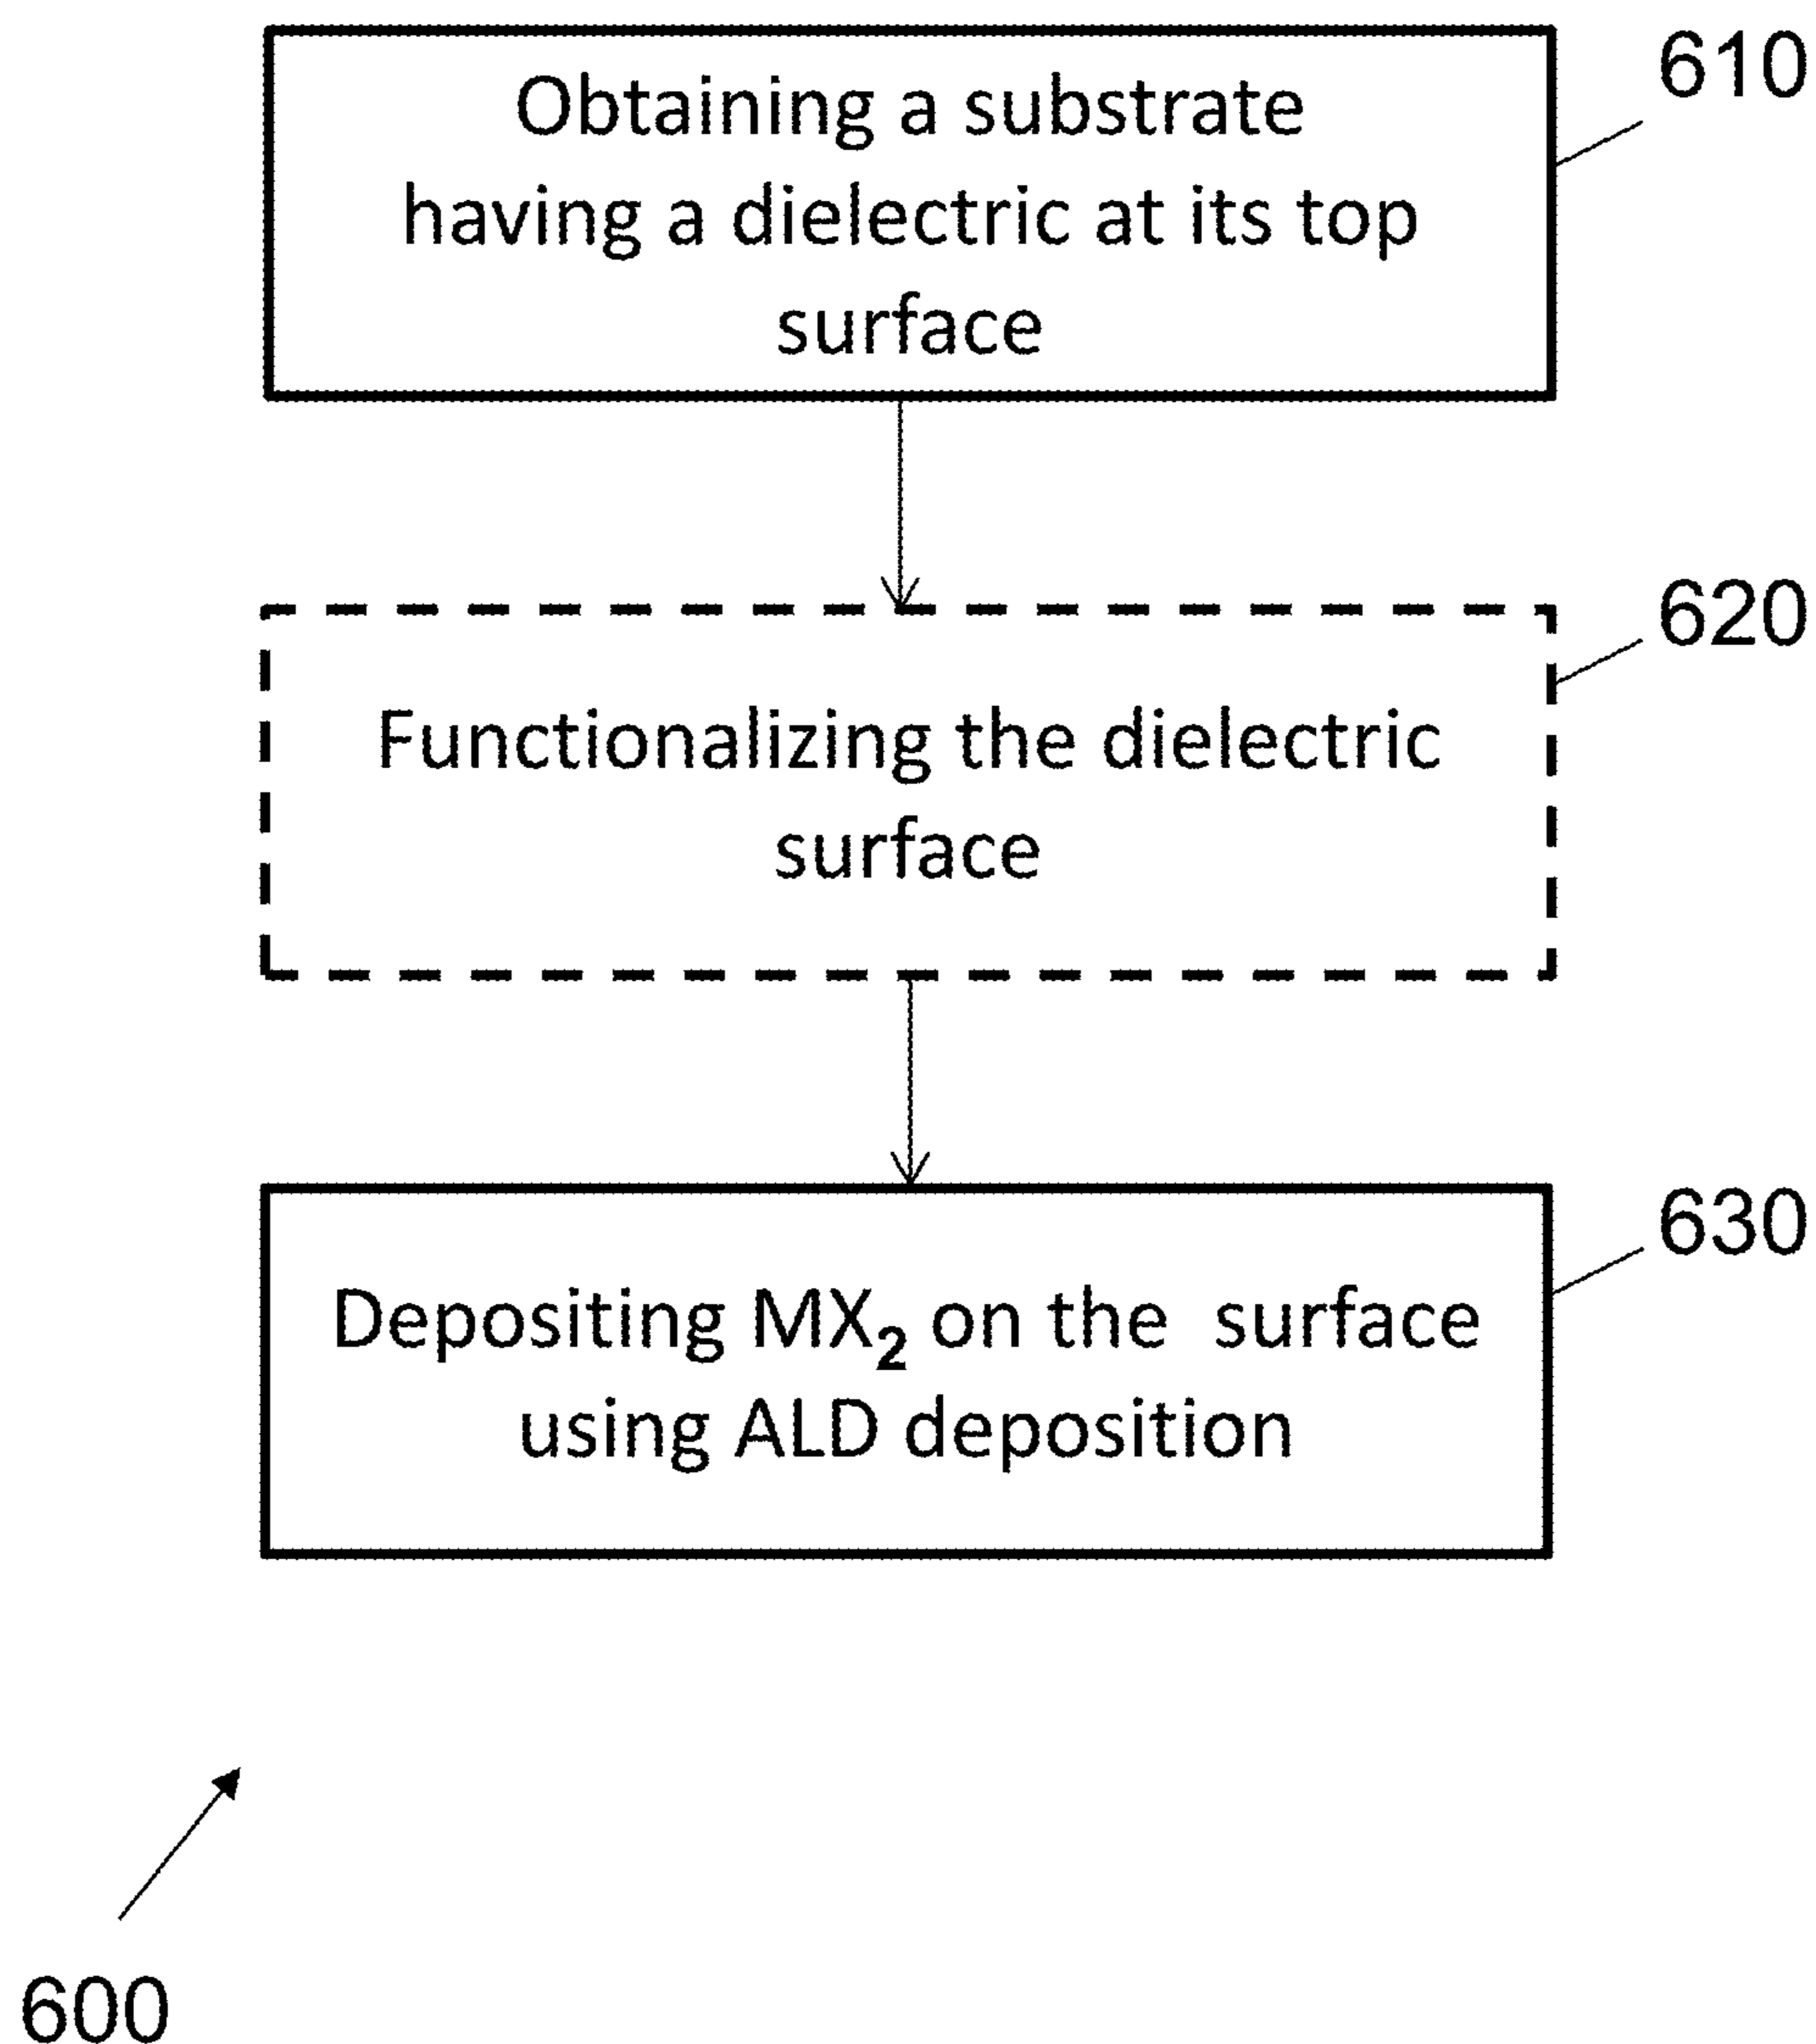 Obtaining a substrate
having a dielectric at its top
surface
610
Functionalizing the dielectric
surface
620
Depositing MX₂ on the surface
using ALD deposition
630
600